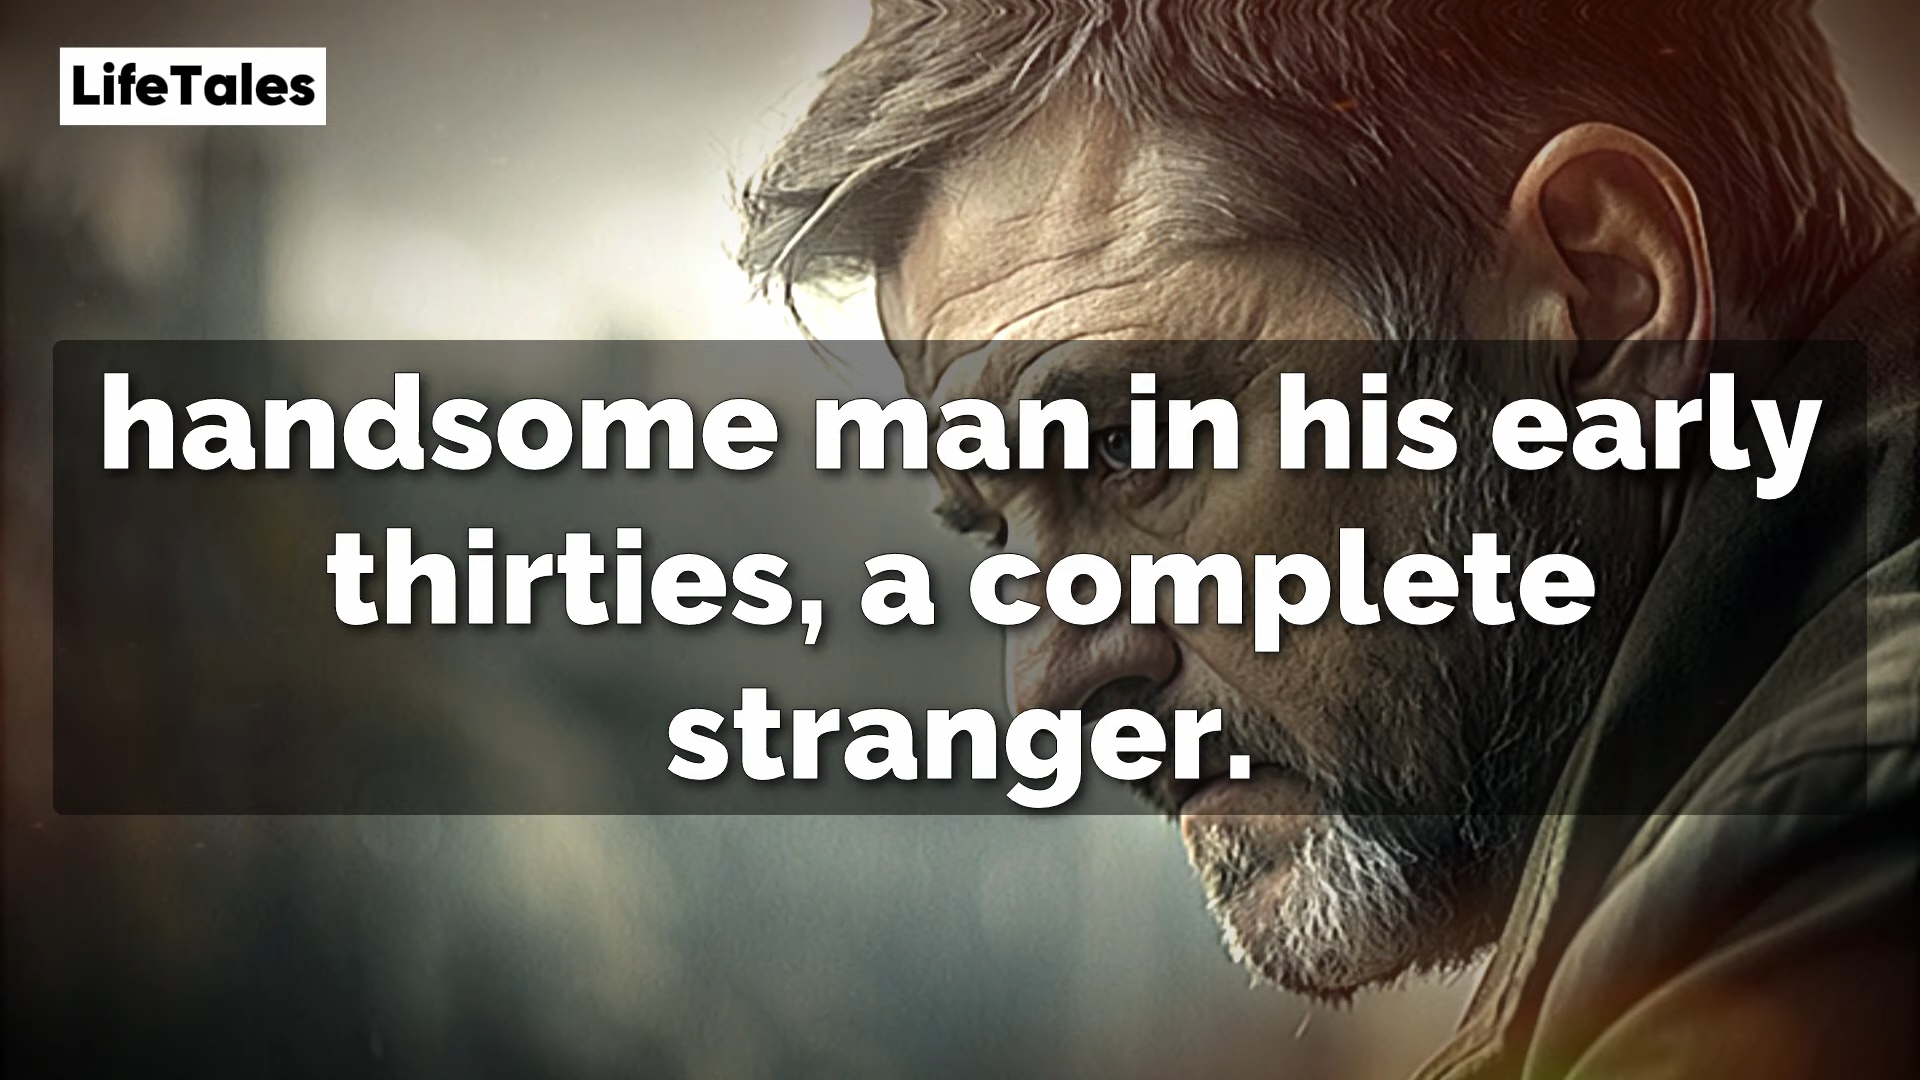 LifeTales
handsome man in his early
thirties, a complete
stranger.